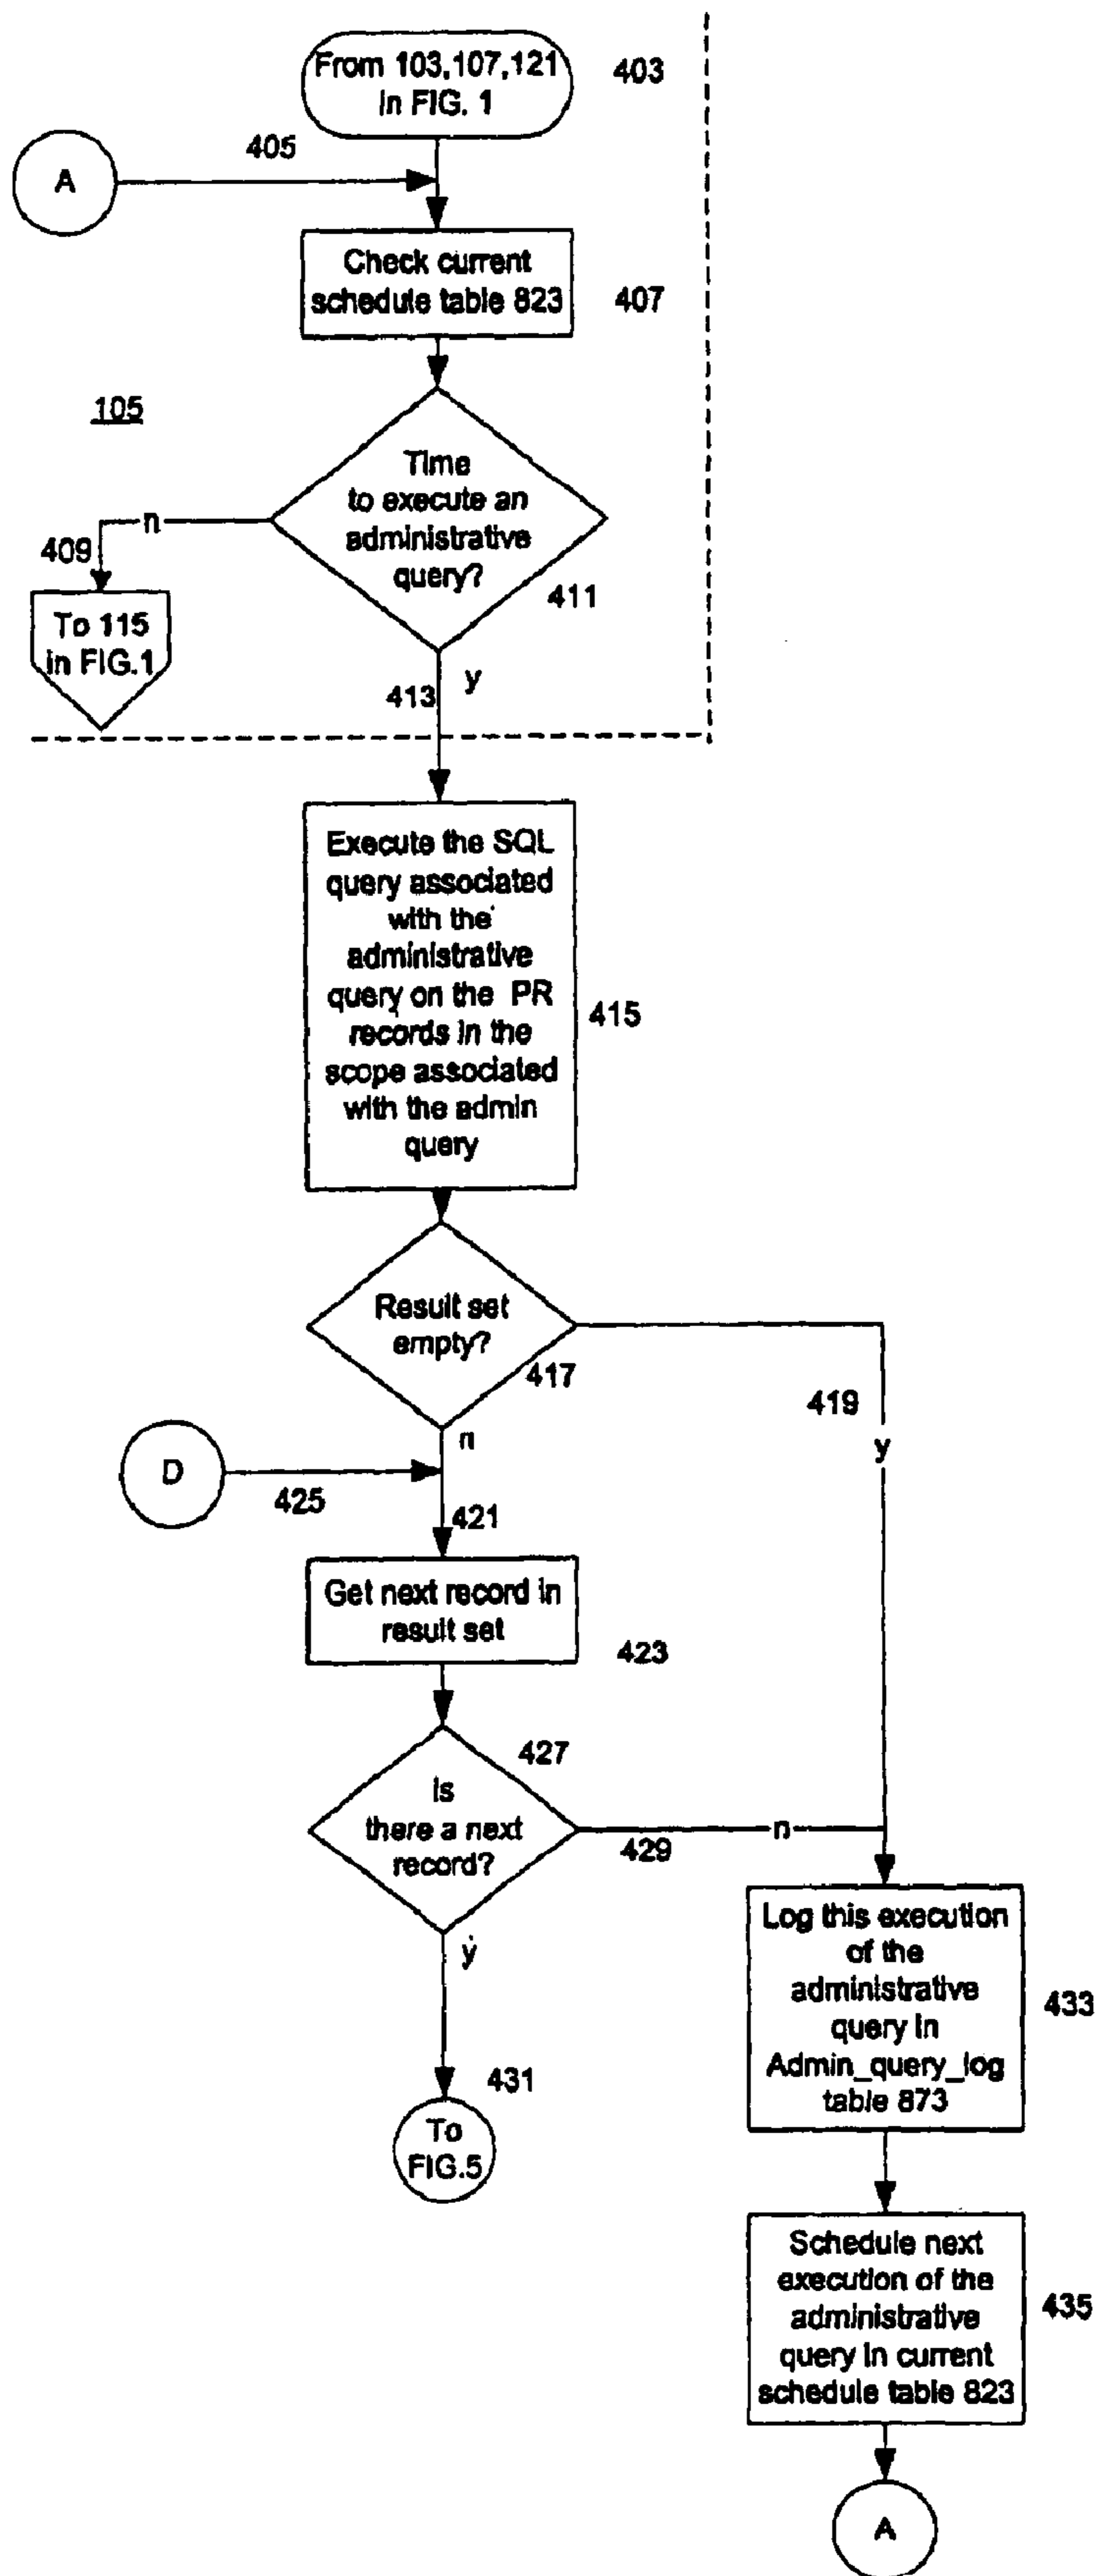 From 103,107,121
in FIG. 1
403
405
A
Check current
schedule table 823
407
105
Time
to execute an
administrative
query?
411
n
409
To 115
in FIG.1
413
y
Execute the SQL
query associated
with the
administrative
query on the PR
records in the
scope associated
with the admin
query
415
Result set
empty?
417
419
y
n
D
425
421
Get next record in
result set
423
427
Is
there a next
record?
429
n
y
431
To
FIG.5
Log this execution
of the
administrative
query in
Admin_query_log
table 873
433
Schedule next
execution of the
administrative
query in current
schedule table 823
435
A